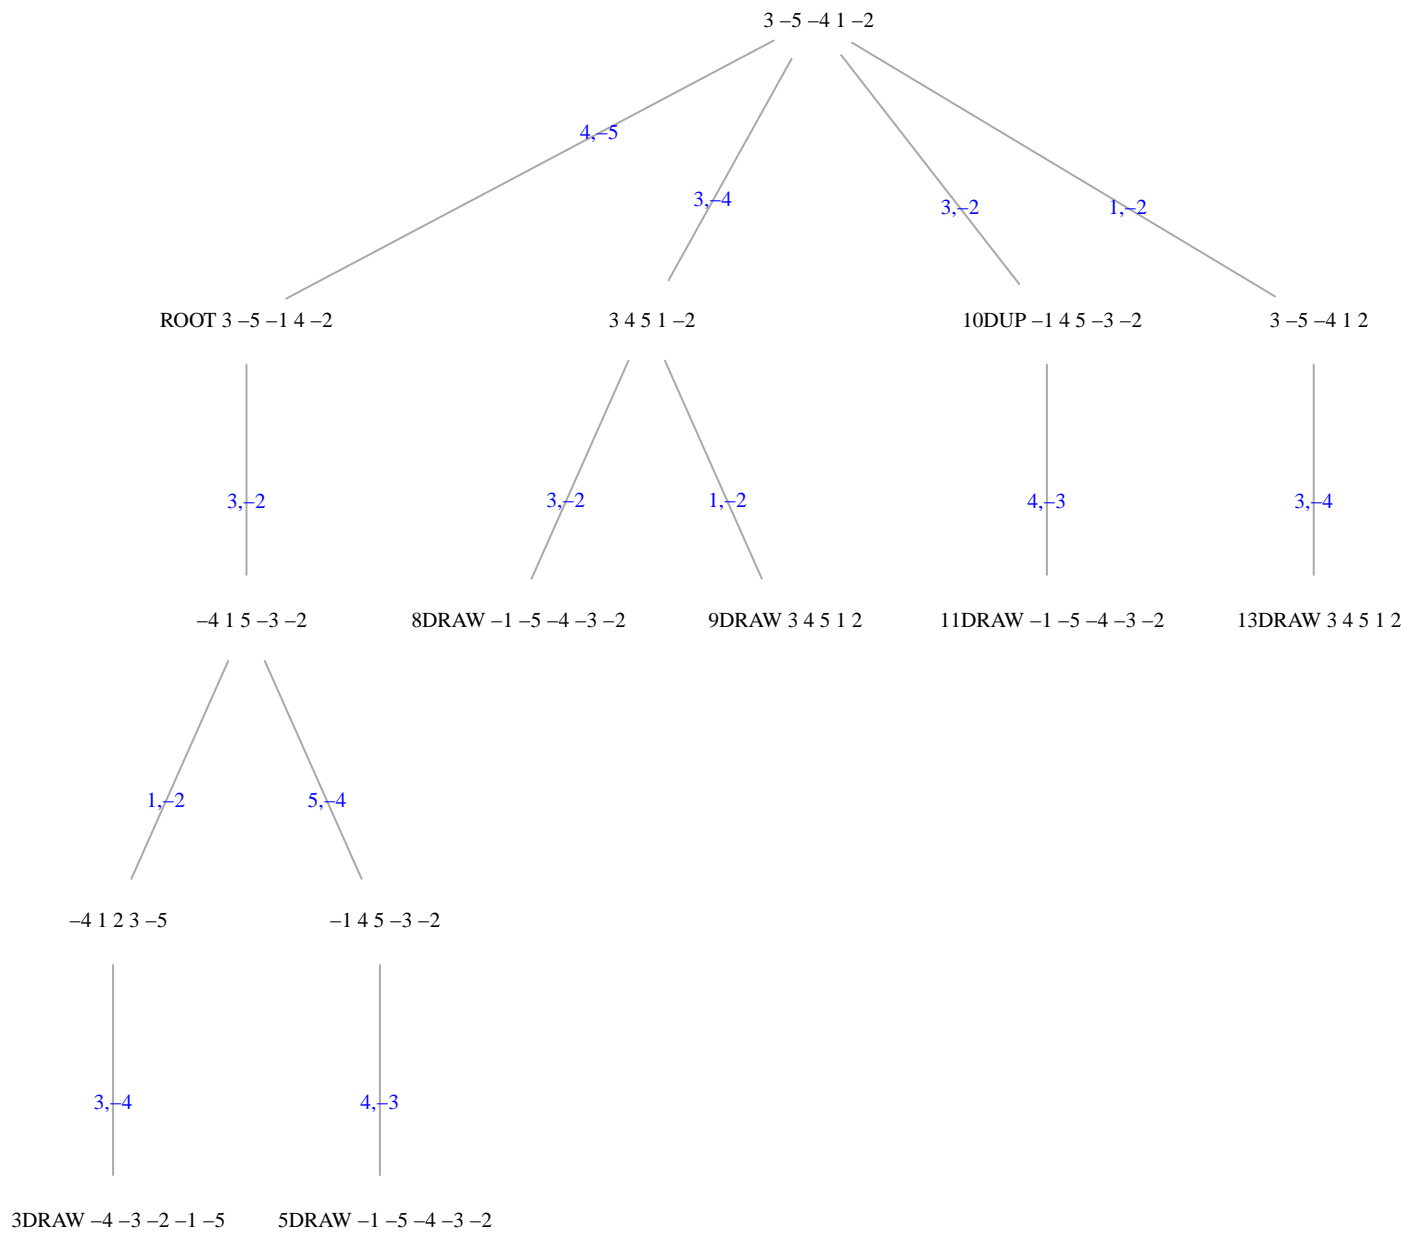 3 –5 –4 1 –2
4,–5
3,–4
3,–2
1,–2
ROOT 3 –5 –1 4 –2
3 4 5 1 –2
10DUP –1 4 5 –3 –2
3 –5 –4 1 2
3,–2
3,–2
1,–2
4,–3
3,–4
–4 1 5 –3 –2
8DRAW –1 –5 –4 –3 –2
9DRAW 3 4 5 1 2
11DRAW –1 –5 –4 –3 –2
13DRAW 3 4 5 1 2
1,–2
5,–4
–4 1 2 3 –5
–1 4 5 –3 –2
3,–4
4,–3
3DRAW –4 –3 –2 –1 –5
5DRAW –1 –5 –4 –3 –2